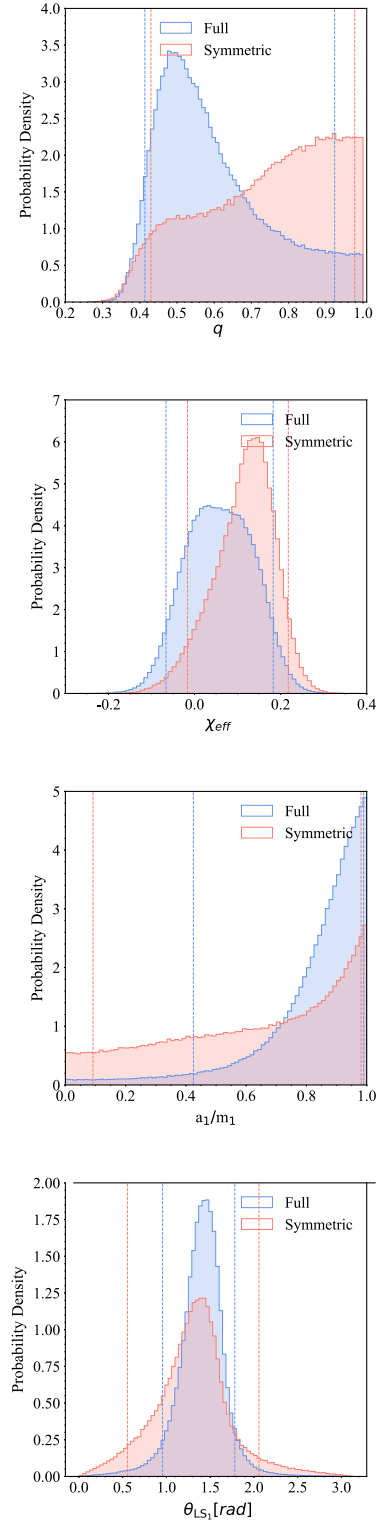 4.0
3.5
3.0
2.5
2.0
1.5
1.0
0.5
0.0
Probability Density
Full
Symmetric
0.2 0.3 0.4 0.5 0.6 0.7 0.8 0.9 1.0
q
7
6
5
4
3
2
1
0
Probability Density
Full
Symmetric
-0.2 0.0 0.2 0.4
χeff
5
4
3
2
1
0
Probability Density
Full
Symmetric
0.0 0.2 0.4 0.6 0.8 1.0
a₁/m₁
2.00
1.75
1.50
1.25
1.00
0.75
0.50
0.25
0.00
Probability Density
Full
Symmetric
0.0 0.5 1.0 1.5 2.0 2.5 3.0
θLS₁[rad]